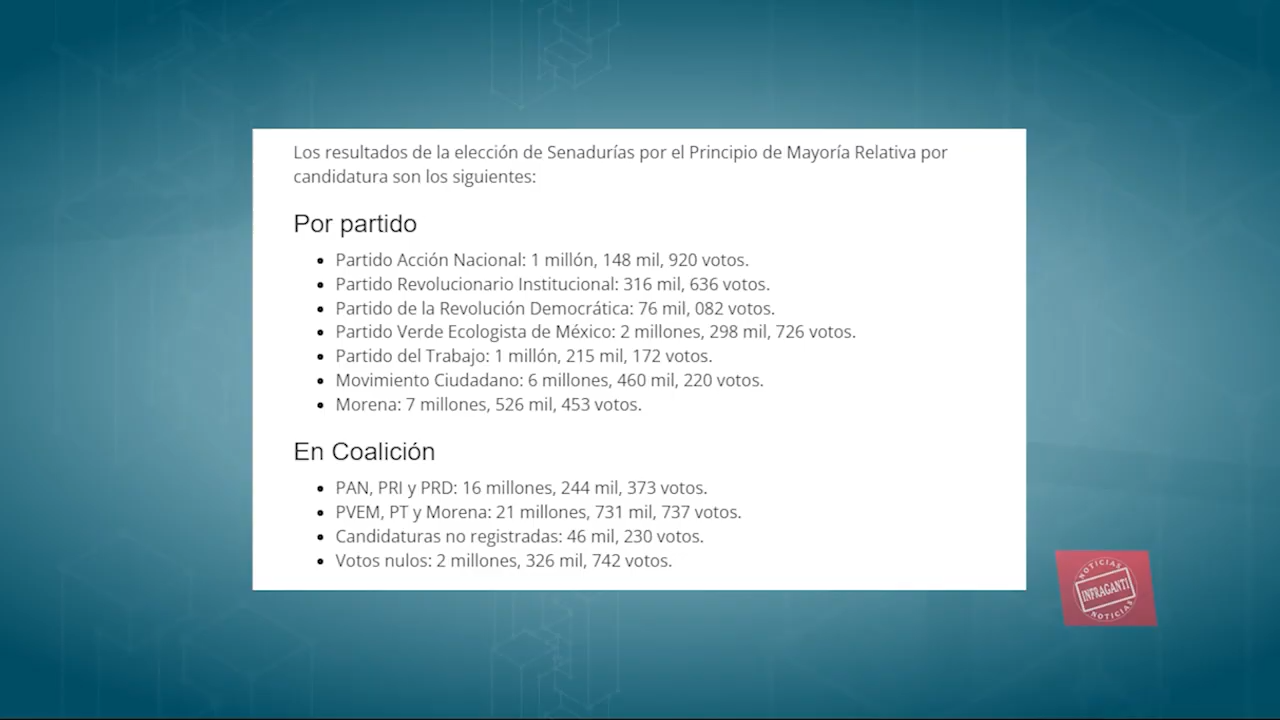 Los resultados de la elección de Senadurías por el Principio de Mayoría Relativa por
candidatura son los siguientes:
Por partido
• Partido Acción Nacional: 1 millón, 148 mil, 920 votos.
• Partido Revolucionario Institucional: 316 mil, 636 votos.
• Partido de la Revolución Democrática: 76 mil, 082 votos.
• Partido Verde Ecologista de México: 2 millones, 298 mil, 726 votos.
• Partido del Trabajo: 1 millón, 215 mil, 172 votos.
• Movimiento Ciudadano: 6 millones, 460 mil, 220 votos.
• Morena: 7 millones, 526 mil, 453 votos.
En Coalición
• PAN, PRI y PRD: 16 millones, 244 mil, 373 votos.
• PVEM, PT y Morena: 21 millones, 731 mil, 737 votos.
• Candidaturas no registradas: 46 mil, 230 votos.
• Votos nulos: 2 millones, 326 mil, 742 votos.
NOTICIAS
INFRAGANTI
NOTICIAS